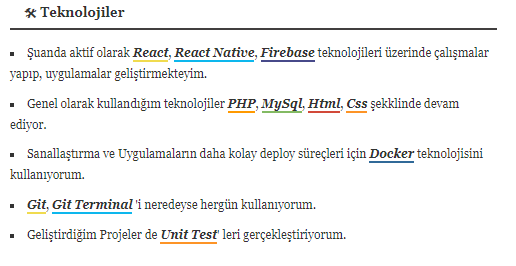 🛠 Teknolojiler
▪ Şuanda aktif olarak React, React Native, Firebase teknolojileri üzerinde çalışmalar
yapıp, uygulamalar geliştirmekteyim.
▪ Genel olarak kullandığım teknolojiler PHP, MySql, Html, Css şekklinde devam
ediyor.
▪ Sanallaştırma ve Uygulamaların daha kolay deploy süreçleri için Docker teknolojisini
kullanıyorum.
▪ Git, Git Terminal 'i neredeyse hergün kullanıyorum.
▪ Geliştirdiğim Projeler de Unit Test' leri gerçekleştiriyorum.